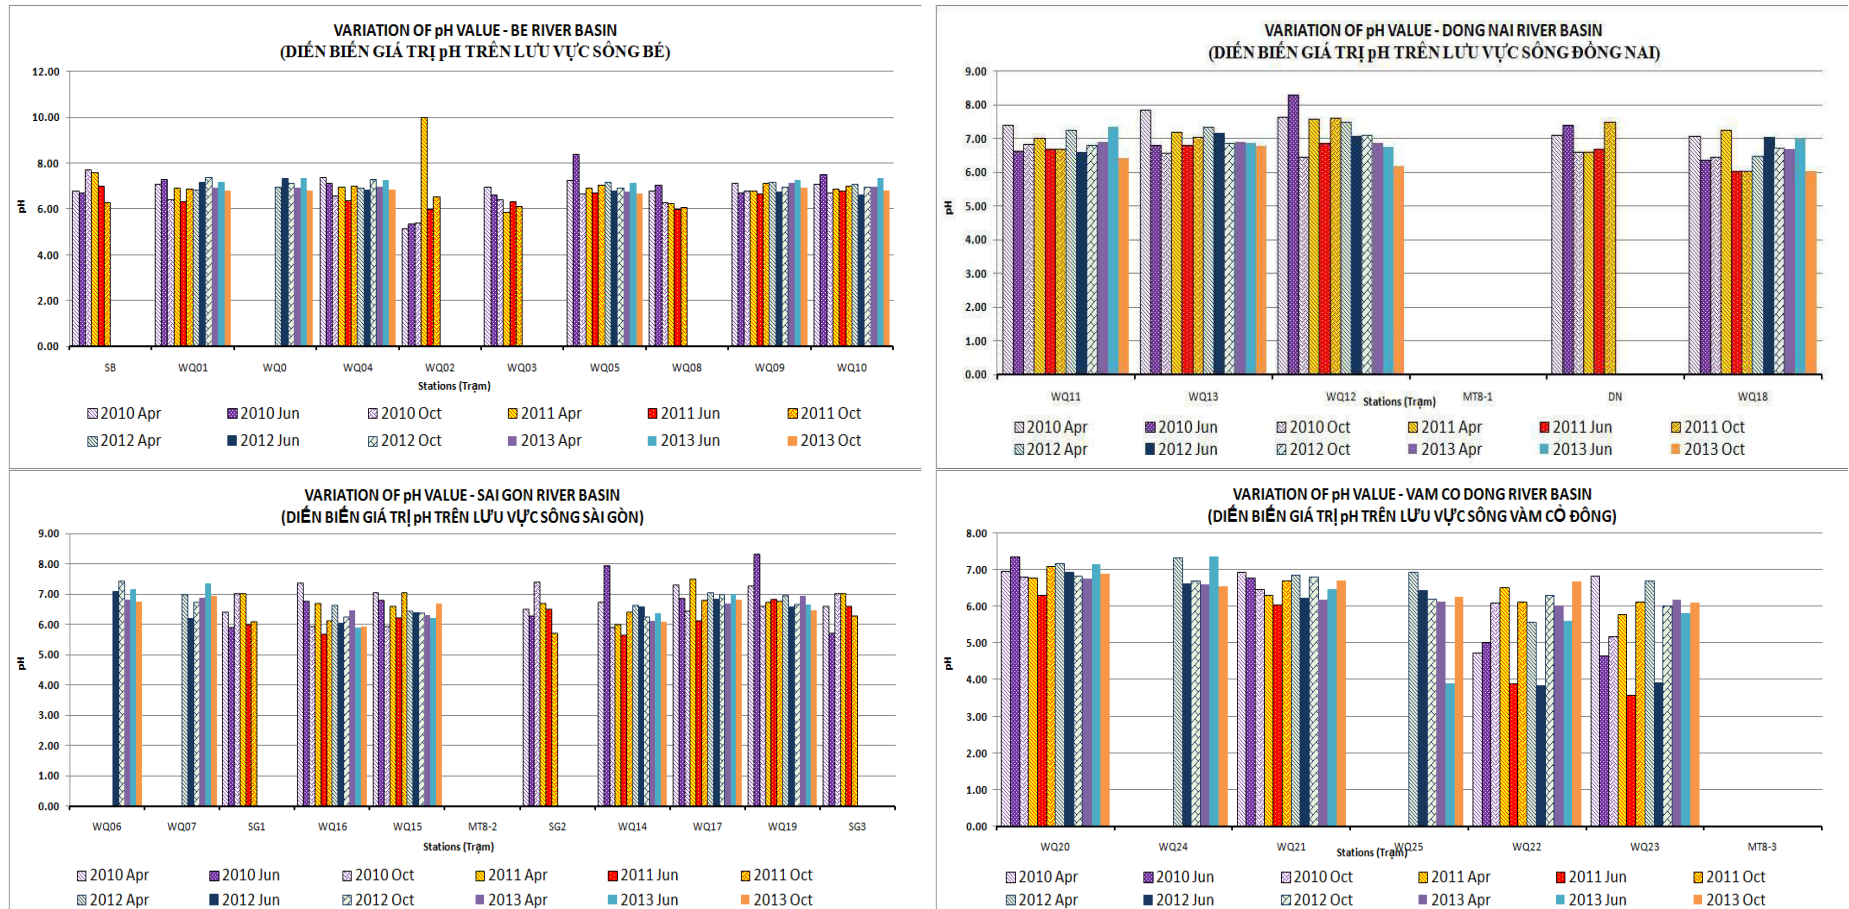 VARIATION OF pH VALUE - BE RIVER BASIN
(DIẾN BIẾN GIÁ TRỊ pH TRÊN LƯU VỰC SÔNG BÉ)
12.00
10.00
8.00
6.00
4.00
2.00
0.00
pH
SB WQ01 WQ0 WQ04 WQ02 WQ03 WQ05 WQ08 WQ09 WQ10
Stations (Trạm)
2010 Apr 2010 Jun 2010 Oct 2011 Apr 2011 Jun 2011 Oct
2012 Apr 2012 Jun 2012 Oct 2013 Apr 2013 Jun 2013 Oct
VARIATION OF pH VALUE - DONG NAI RIVER BASIN
(DIẾN BIẾN GIÁ TRỊ pH TRÊN LƯU VỰC SÔNG ĐỒNG NAI)
9.00
8.00
7.00
6.00
5.00
4.00
3.00
2.00
1.00
0.00
pH
WQ11 WQ13 WQ12 MT8-1 DN WQ18
Stations (Trạm)
2010 Apr 2010 Jun 2010 Oct 2011 Apr 2011 Jun 2011 Oct
2012 Apr 2012 Jun 2012 Oct 2013 Apr 2013 Jun 2013 Oct
VARIATION OF pH VALUE - SAI GON RIVER BASIN
(DIẾN BIẾN GIÁ TRỊ pH TRÊN LƯU VỰC SÔNG SÀI GÒN)
9.00
8.00
7.00
6.00
5.00
4.00
3.00
2.00
1.00
0.00
pH
WQ06 WQ07 SG1 WQ16 WQ15 MT8-2 SG2 WQ14 WQ17 WQ19 SG3
Stations (Trạm)
2010 Apr 2010 Jun 2010 Oct 2011 Apr 2011 Jun 2011 Oct
2012 Apr 2012 Jun 2012 Oct 2013 Apr 2013 Jun 2013 Oct
VARIATION OF pH VALUE - VAM CO DONG RIVER BASIN
(DIẾN BIẾN GIÁ TRỊ pH TRÊN LƯU VỰC SÔNG VÀM CỎ ĐÔNG)
8.00
7.00
6.00
5.00
4.00
3.00
2.00
1.00
0.00
pH
WQ20 WQ24 WQ21 WQ25 WQ22 WQ23 MT8-3
Stations (Trạm)
2010 Apr 2010 Jun 2010 Oct 2011 Apr 2011 Jun 2011 Oct
2012 Apr 2012 Jun 2012 Oct 2013 Apr 2013 Jun 2013 Oct